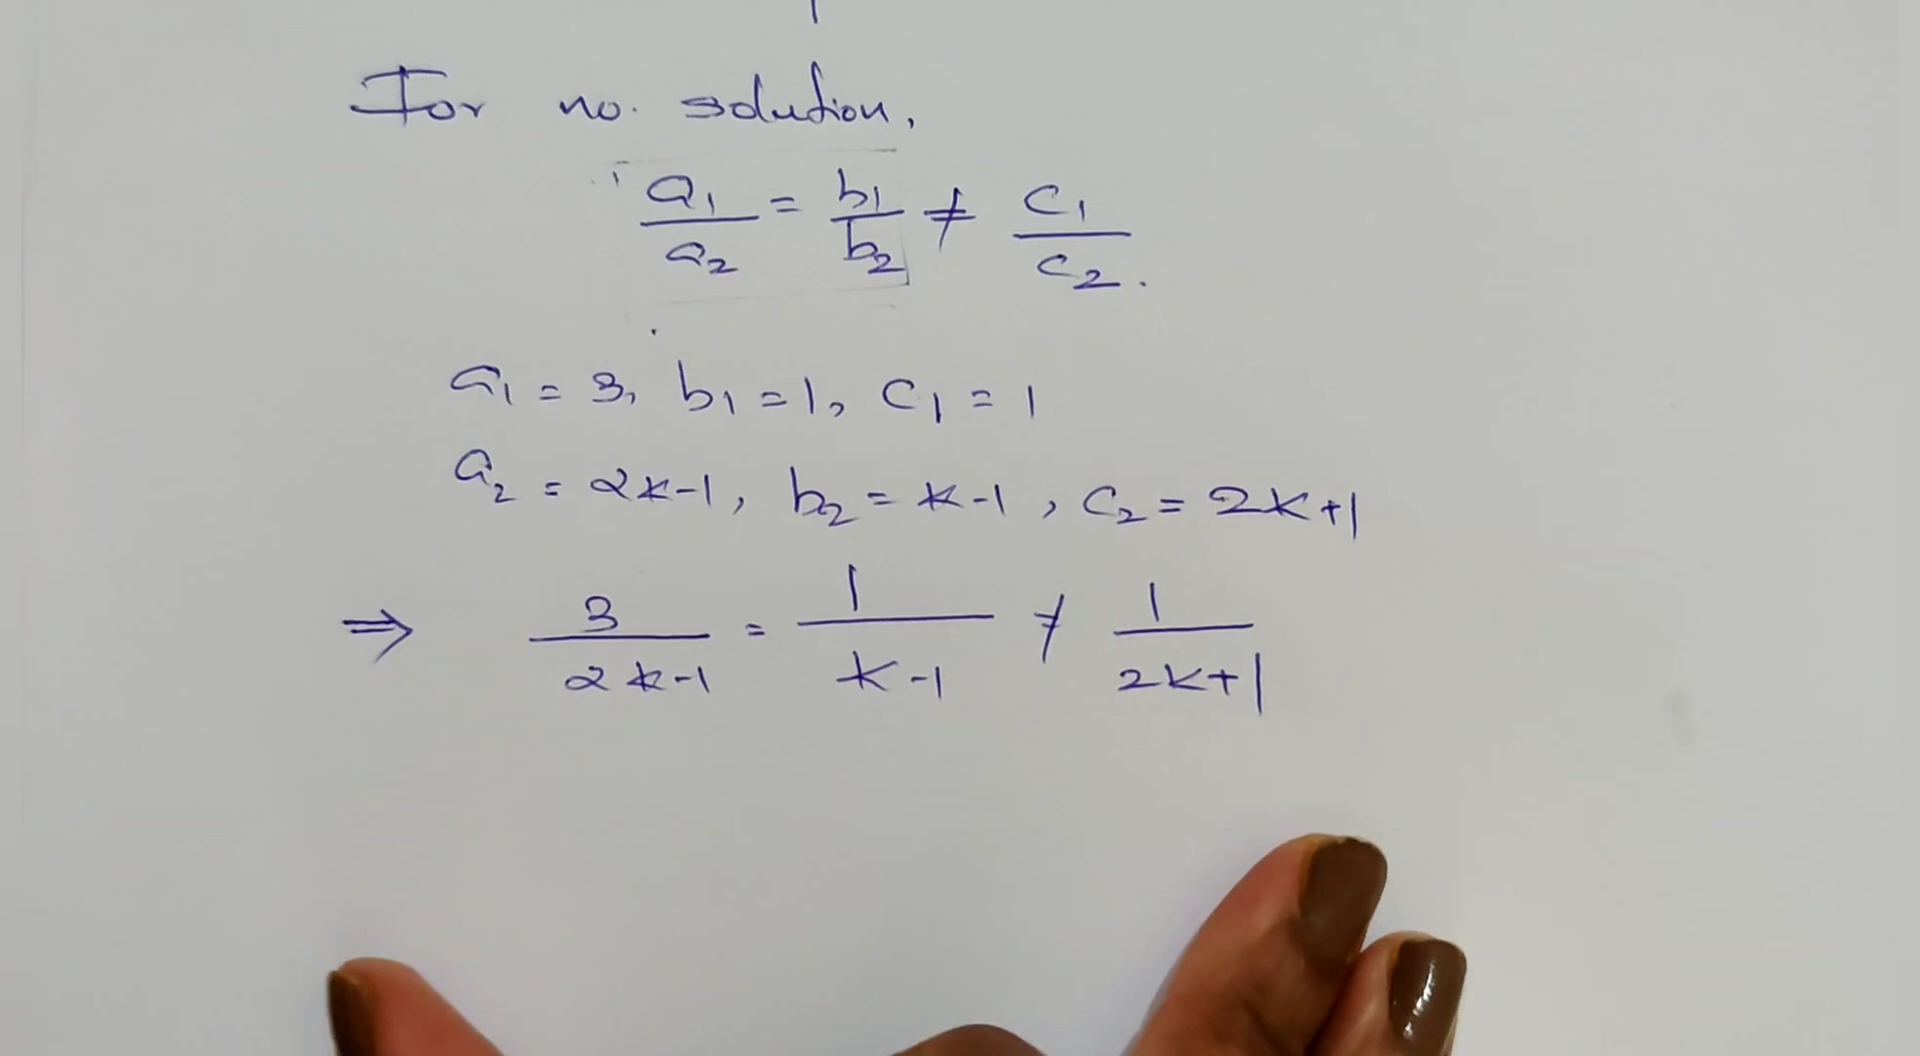 For no. solution,
a1/a2 = b1/b2 ≠ c1/c2.
a1 = 3, b1 = 1, c1 = 1
a2 = 2k-1, b2 = k-1, c2 = 2k+1
⇒ 3/(2k-1) = 1/(k-1) ≠ 1/(2k+1)